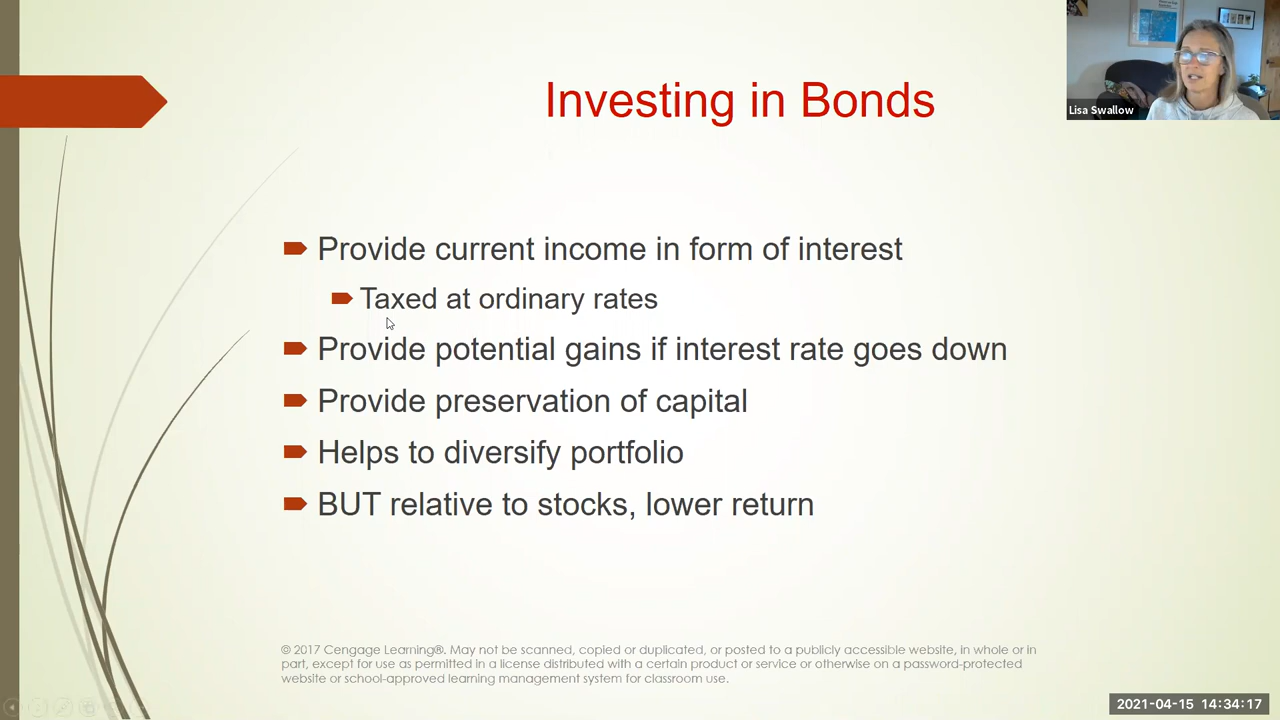 Investing in Bonds
Lisa Swallow
Provide current income in form of interest
Taxed at ordinary rates
Provide potential gains if interest rate goes down
Provide preservation of capital
Helps to diversify portfolio
BUT relative to stocks, lower return
© 2017 Cengage Learning®. May not be scanned, copied or duplicated, or posted to a publicly accessible website, in whole or in
part, except for use as permitted in a license distributed with a certain product or service or otherwise on a password-protected
website or school-approved learning management system for classroom use.
2021-04-15 14:34:17